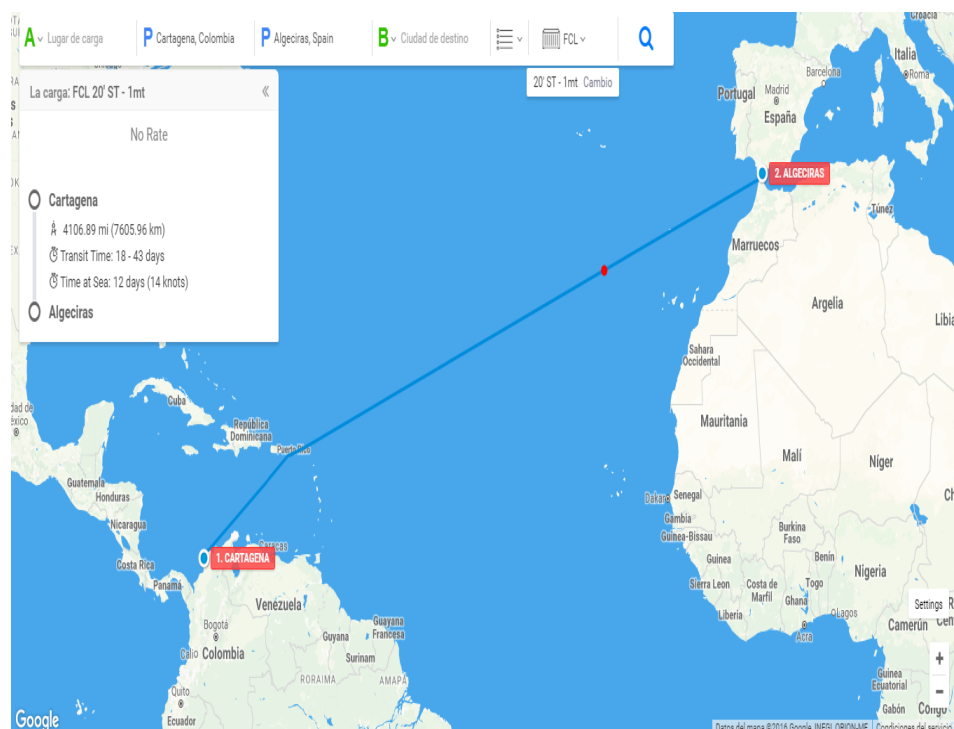 A Lugar de carga P Cartagena, Colombia P Algeciras, Spain B Ciudad de destino FCL
20' ST - 1mt Cambio
La carga: FCL 20' ST - 1mt «
No Rate
Cartagena
4106.89 mi (7605.96 km)
Transit Time: 18 - 43 days
Time at Sea: 12 days (14 knots)
Algeciras
Croacia
Italia
Roma
Barcelona
Portugal
Madrid
España
2. ALGECIRAS
Túnez
Marruecos
Argelia
Libia
Sahara
Occidental
Cuba
República
Dominicana
Puerto Rico
Mauritania
Malí
Níger
Guatemala
Honduras
Nicaragua
Dakar
Senegal
Gambia
Guinea-Bissau
Burkina
Faso
Costa Rica
Caracas
1. CARTAGENA
Panamá
Guinea
Benín
Sierra Leon
Costa de
Marfil
Togo
Ghana
Nigeria
Venezuela
Liberia
Lagos
Acra
Settings
Camerún
Bogotá
Guyana
Guayana
Francesa
Calio
Colombia
Surinam
RORAIMA
AMAPÁ
Guinea
Ecuatorial
Quito
Ecuador
Gabón
Congo
+
−
Google
Datos del mapa ©2016 Google, INEGI, ORION-ME Condiciones del servicio